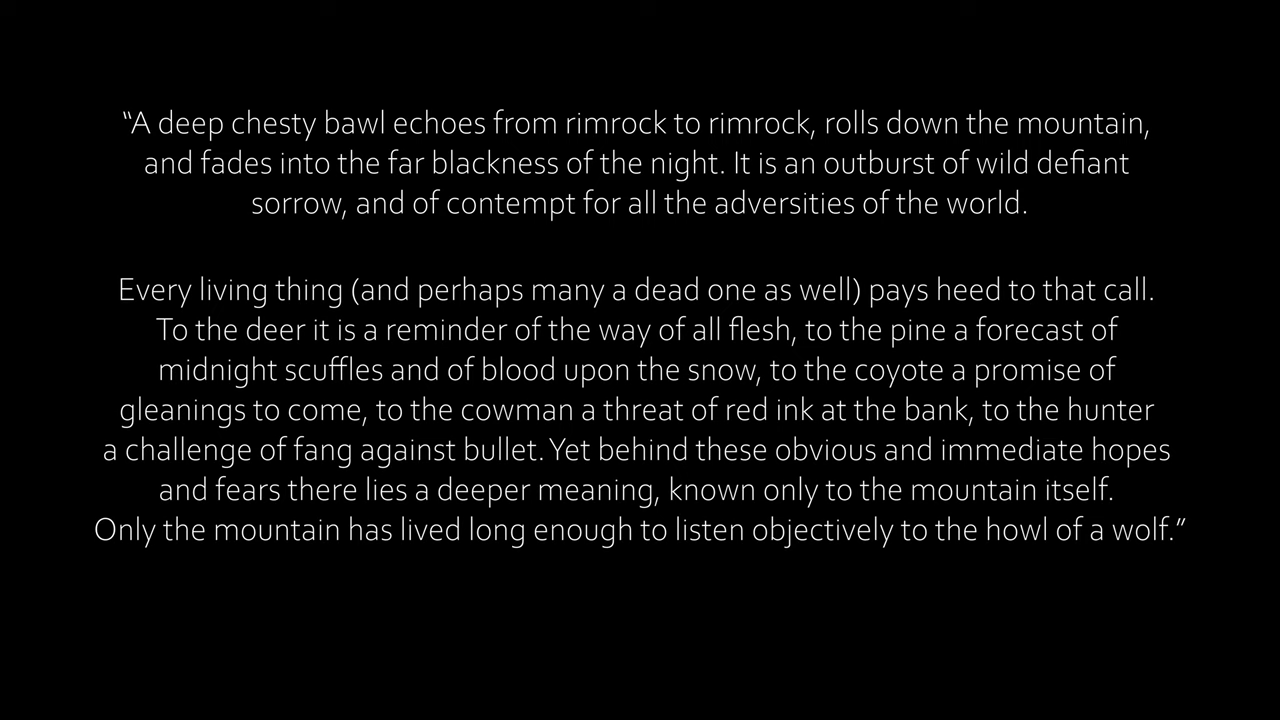 “A deep chesty bawl echoes from rimrock to rimrock, rolls down the mountain,
and fades into the far blackness of the night. It is an outburst of wild defiant
sorrow, and of contempt for all the adversities of the world.
Every living thing (and perhaps many a dead one as well) pays heed to that call.
To the deer it is a reminder of the way of all flesh, to the pine a forecast of
midnight scuffles and of blood upon the snow, to the coyote a promise of
gleanings to come, to the cowman a threat of red ink at the bank, to the hunter
a challenge of fang against bullet. Yet behind these obvious and immediate hopes
and fears there lies a deeper meaning, known only to the mountain itself.
Only the mountain has lived long enough to listen objectively to the howl of a wolf.”